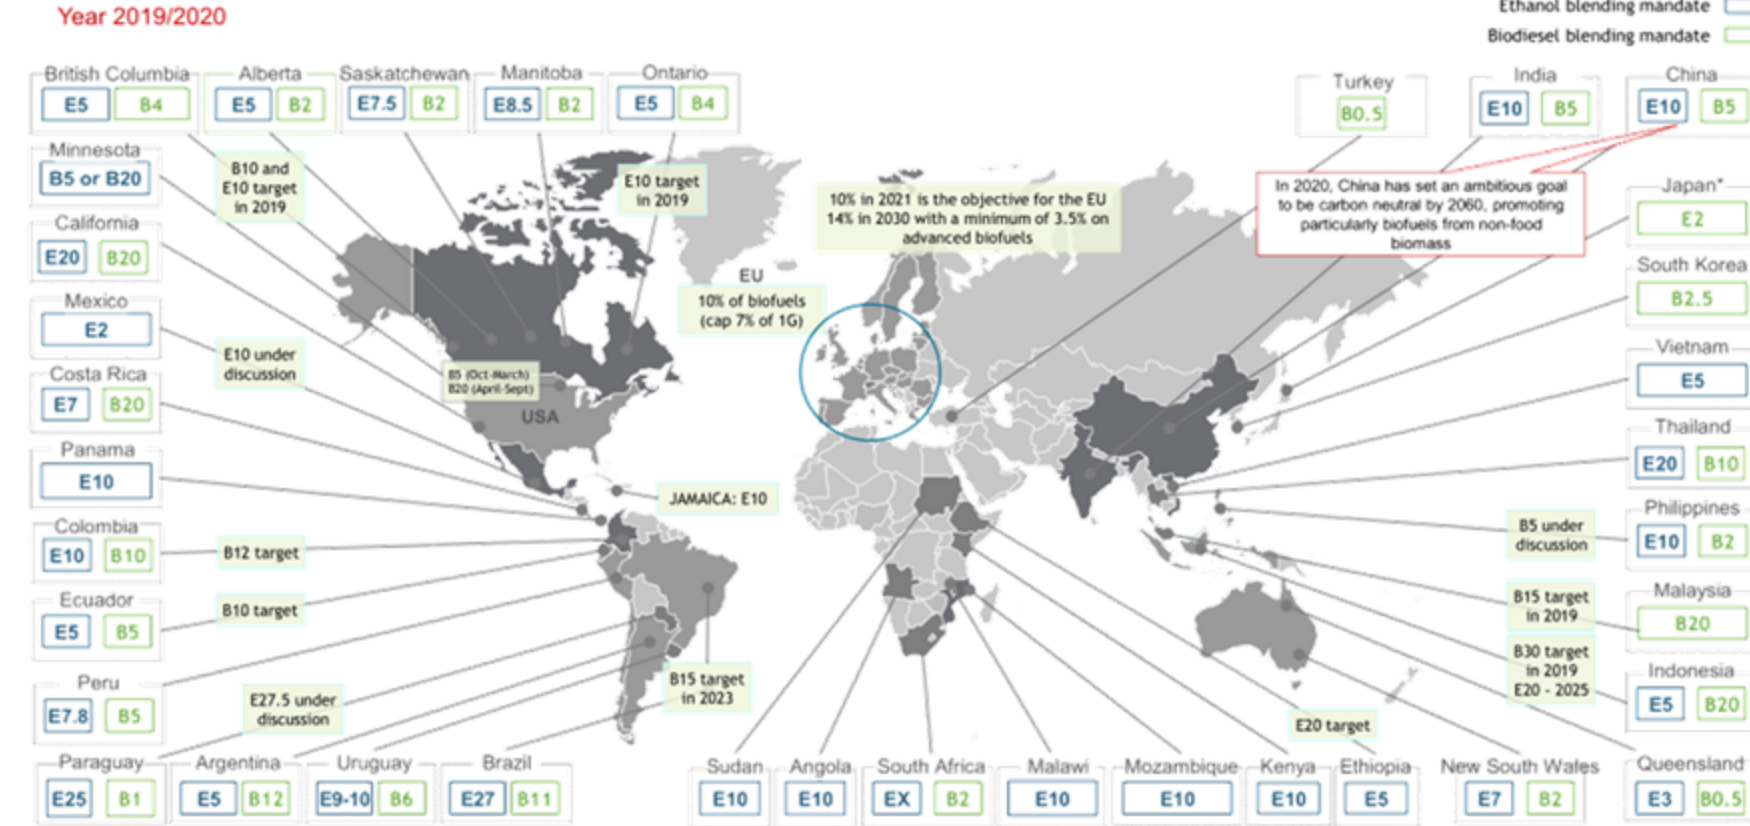 Year 2019/2020
Ethanol blending mandate
Biodiesel blending mandate
British Columbia
E5 B4
Alberta
E5 B2
Saskatchewan
E7.5 B2
Manitoba
E8.5 B2
Ontario
E5 B4
Turkey
B0.5
India
E10 B5
China
E10 B5
Minnesota
B5 or B20
B10 and
E10 target
in 2019
E10 target
in 2019
10% in 2021 is the objective for the EU
14% in 2030 with a minimum of 3.5% on
advanced biofuels
In 2020, China has set an ambitious goal
to be carbon neutral by 2060, promoting
particularly biofuels from non-food
biomass
Japan*
E2
California
E20 B20
EU
10% of biofuels
(cap 7% of 1G)
South Korea
B2.5
Mexico
E2
E10 under
discussion
B5 (Oct-March)
B20 (April-Sept)
USA
Vietnam
E5
Costa Rica
E7 B20
Thailand
E20 B10
Panama
E10
JAMAICA: E10
Philippines
E10 B2
B5 under
discussion
Colombia
E10 B10
B12 target
Malaysia
B20
B15 target
in 2019
Ecuador
E5 B5
B10 target
Indonesia
E5 B20
B30 target
in 2019
E20 - 2025
Peru
E7.8 B5
E27.5 under
discussion
B15 target
in 2023
E20 target
Paraguay
E25 B1
Argentina
E5 B12
Uruguay
E9-10 B6
Brazil
E27 B11
Sudan
E10
Angola
E10
South Africa
EX B2
Malawi
E10
Mozambique
E10
Kenya
E10
Ethiopia
E5
New South Wales
E7 B2
Queensland
E3 B0.5